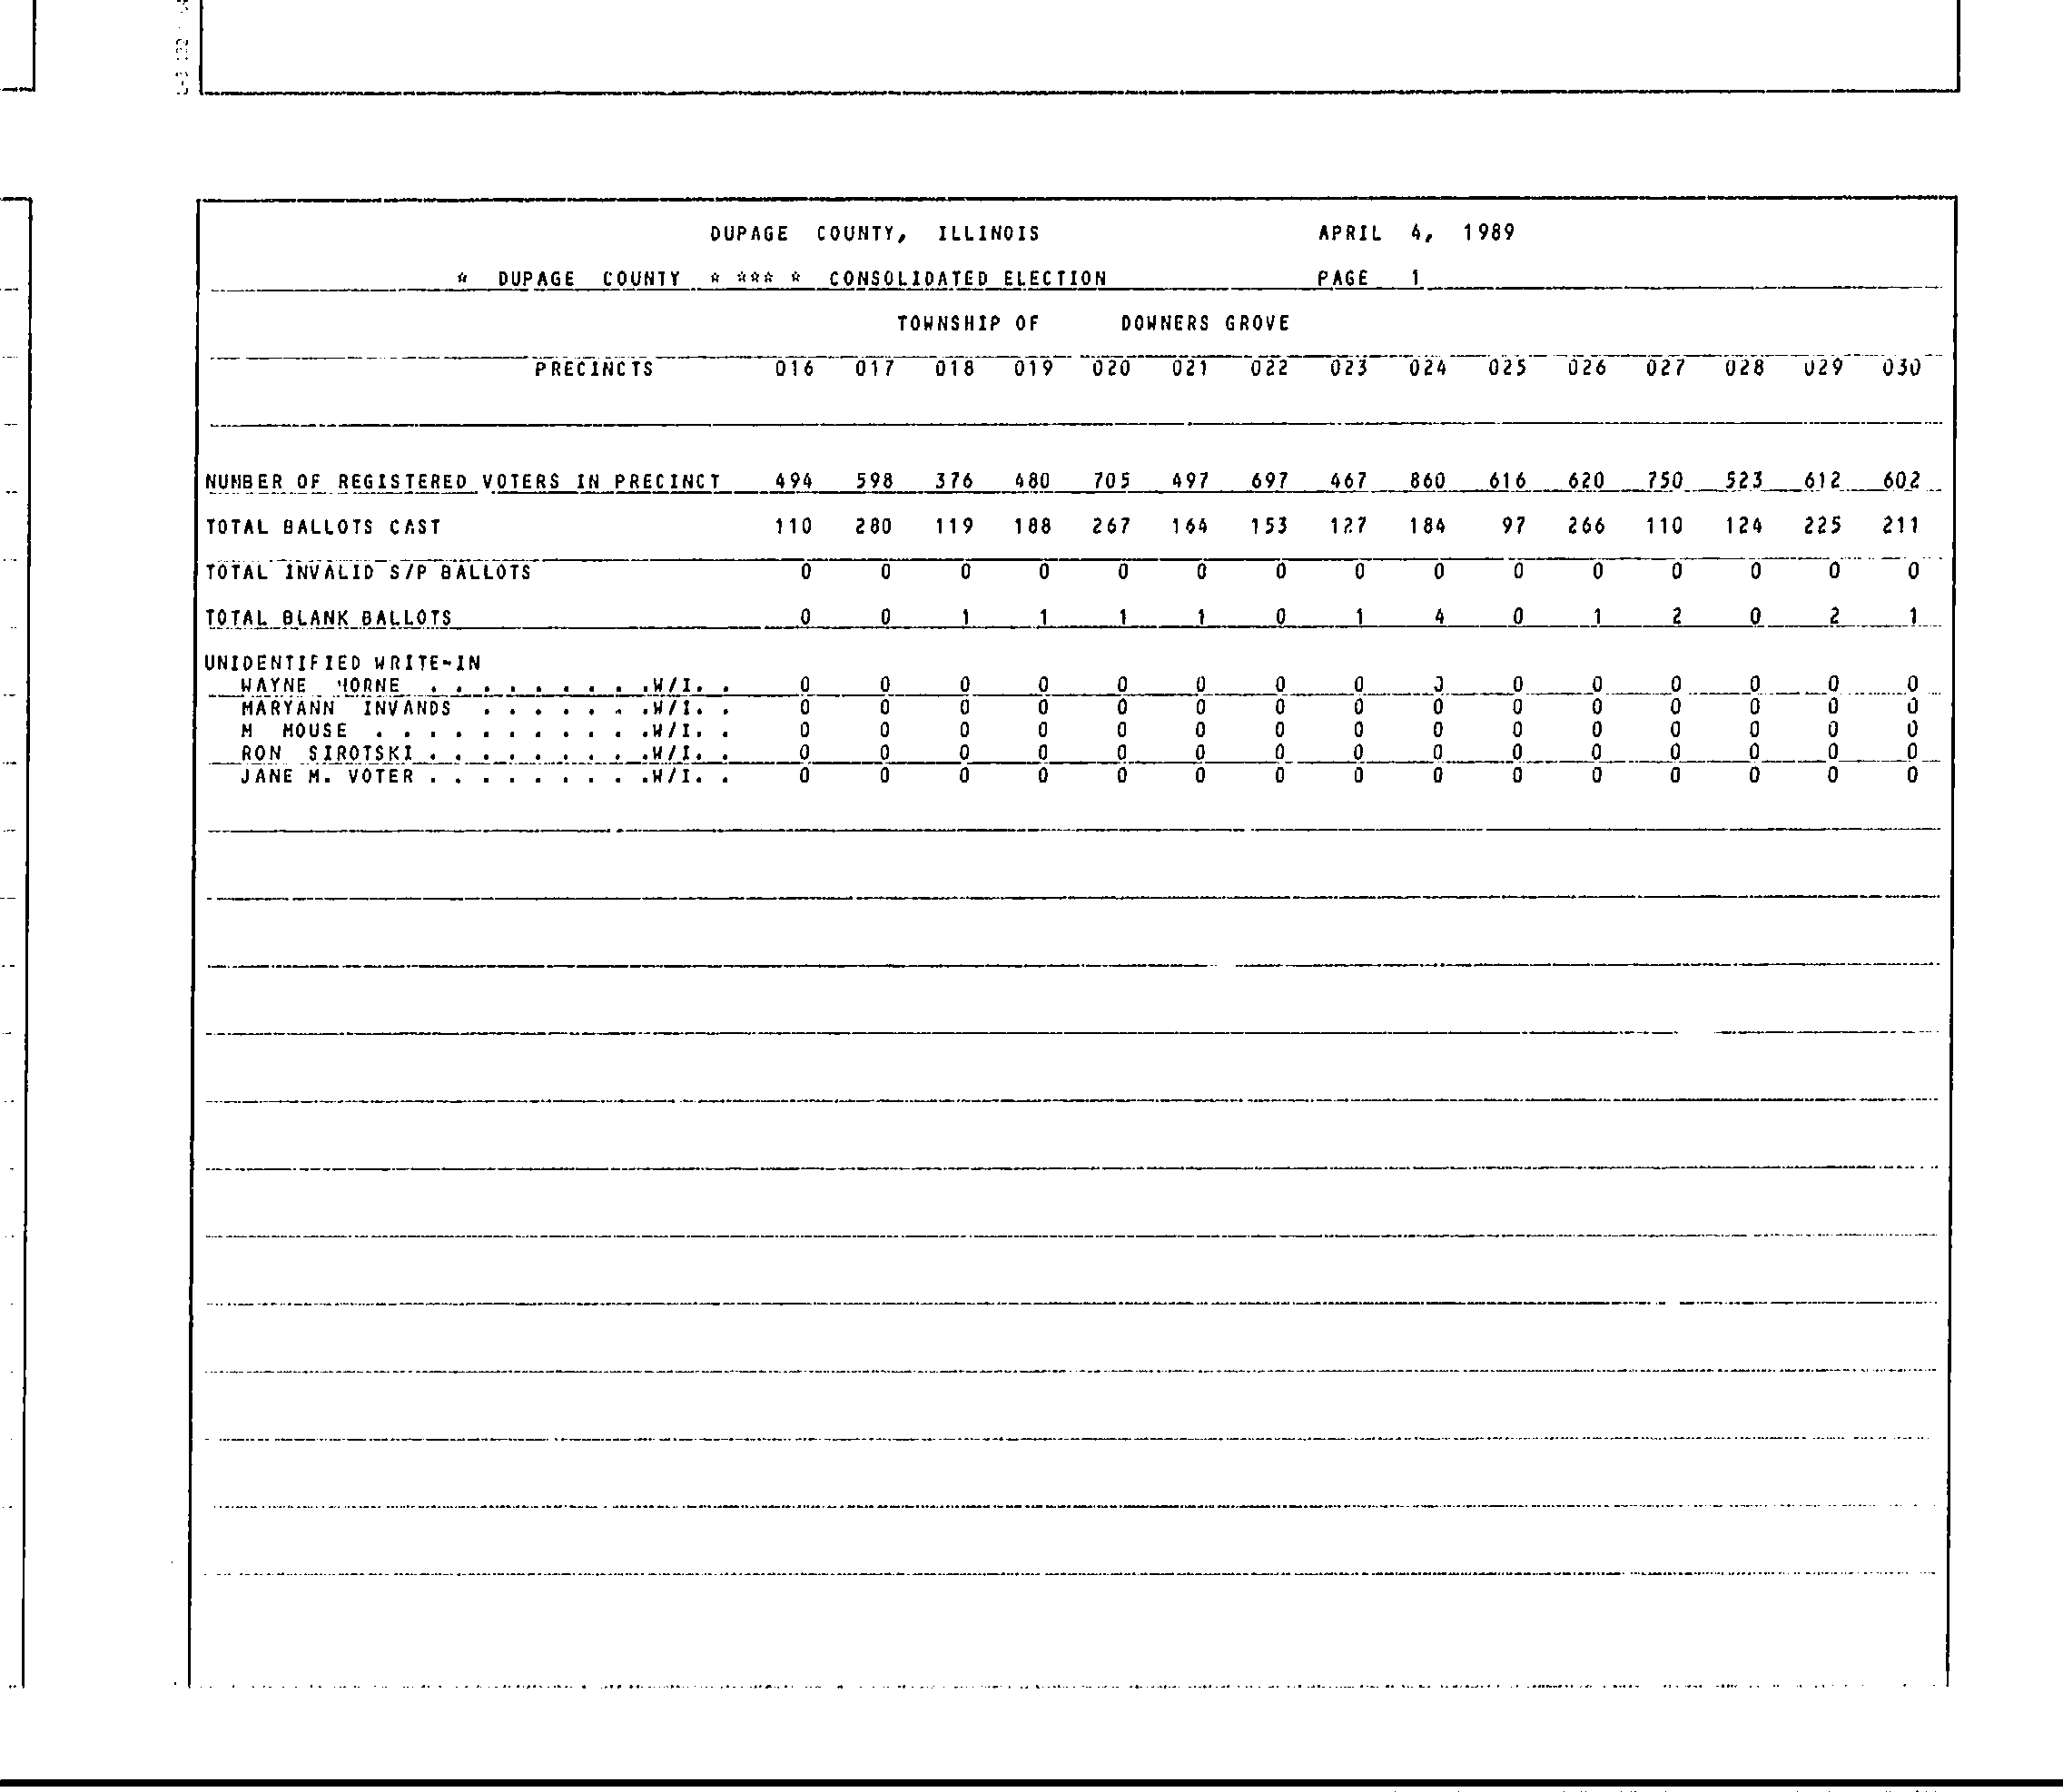 DUPAGE COUNTY, ILLINOIS APRIL 4, 1989
* DUPAGE COUNTY * *** * CONSOLIDATED ELECTION PAGE 1
TOWNSHIP OF DOWNERS GROVE
PRECINCTS 016 017 018 019 020 021 022 023 024 025 026 027 028 029 030
NUMBER OF REGISTERED VOTERS IN PRECINCT 494 598 376 480 705 497 697 467 860 616 620 750 523 612 602
TOTAL BALLOTS CAST 110 280 119 188 267 164 153 127 184 97 266 110 124 225 211
TOTAL INVALID S/P BALLOTS 0 0 0 0 0 0 0 0 0 0 0 0 0 0 0
TOTAL BLANK BALLOTS 0 0 1 1 1 1 0 1 4 0 1 2 0 2 1
UNIDENTIFIED WRITE-IN
WAYNE HORNE . . . . . . . . .W/I. . 0 0 0 0 0 0 0 0 0 0 0 0 0 0 0
MARYANN INVANDS . . . . . . .W/I. . 0 0 0 0 0 0 0 0 0 0 0 0 0 0 0
M MOUSE . . . . . . . . . . .W/I. . 0 0 0 0 0 0 0 0 0 0 0 0 0 0 0
RON SIROTSKI . . . . . . . . .W/I. . 0 0 0 0 0 0 0 0 0 0 0 0 0 0 0
JANE M. VOTER . . . . . . . . .W/I. . 0 0 0 0 0 0 0 0 0 0 0 0 0 0 0